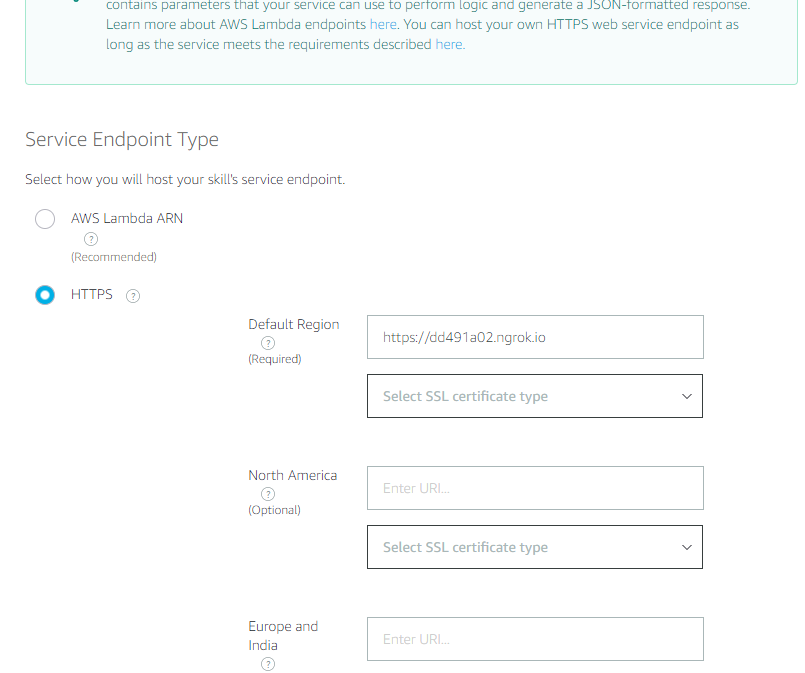 contains parameters that your service can use to perform logic and generate a JSON-formatted response.
Learn more about AWS Lambda endpoints here. You can host your own HTTPS web service endpoint as
long as the service meets the requirements described here.
Service Endpoint Type
Select how you will host your skill's service endpoint.
AWS Lambda ARN
?
(Recommended)
HTTPS ?
Default Region
?
(Required)
https://dd491a02.ngrok.io
Select SSL certificate type
North America
?
(Optional)
Enter URI...
Select SSL certificate type
Europe and
India
?
Enter URI...